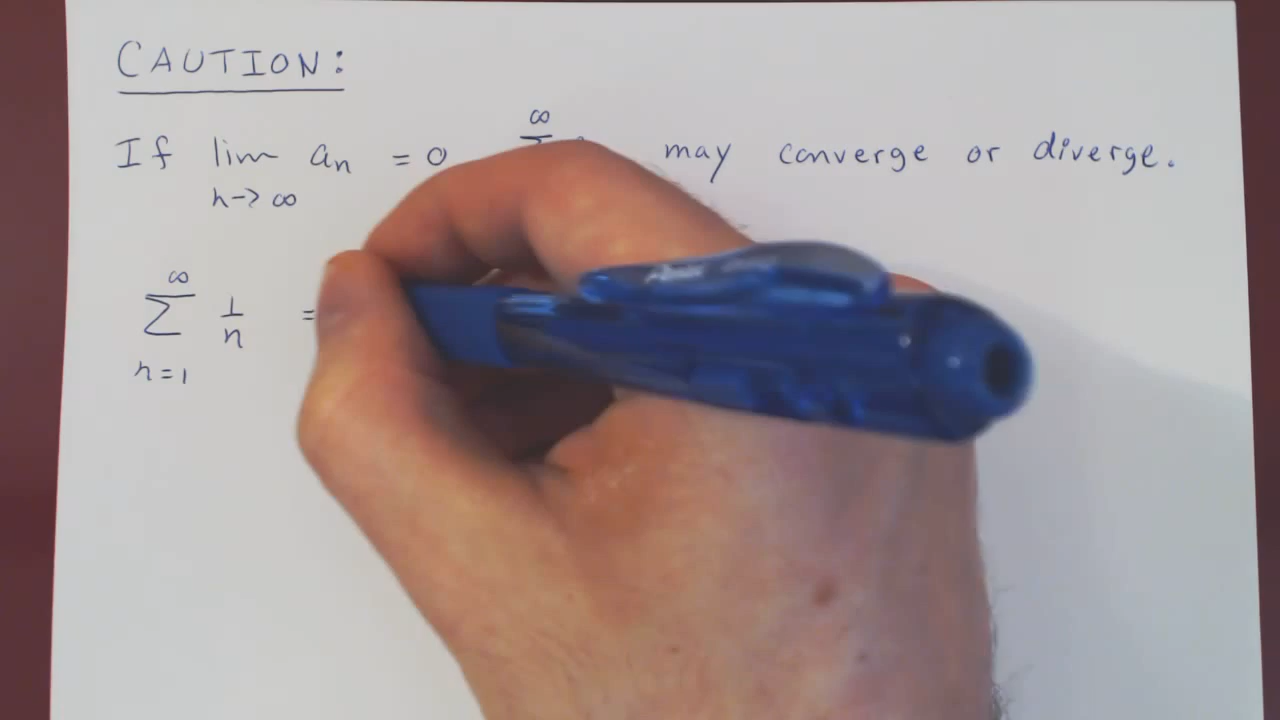 CAUTION:
If lim aₙ = 0 ∞ Σ may converge or diverge.
n→∞
∞
Σ 1/n =
n=1